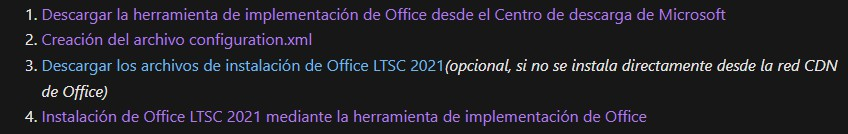 1. Descargar la herramienta de implementación de Office desde el Centro de descarga de Microsoft
2. Creación del archivo configuration.xml
3. Descargar los archivos de instalación de Office LTSC 2021(opcional, si no se instala directamente desde la red CDN
de Office)
4. Instalación de Office LTSC 2021 mediante la herramienta de implementación de Office